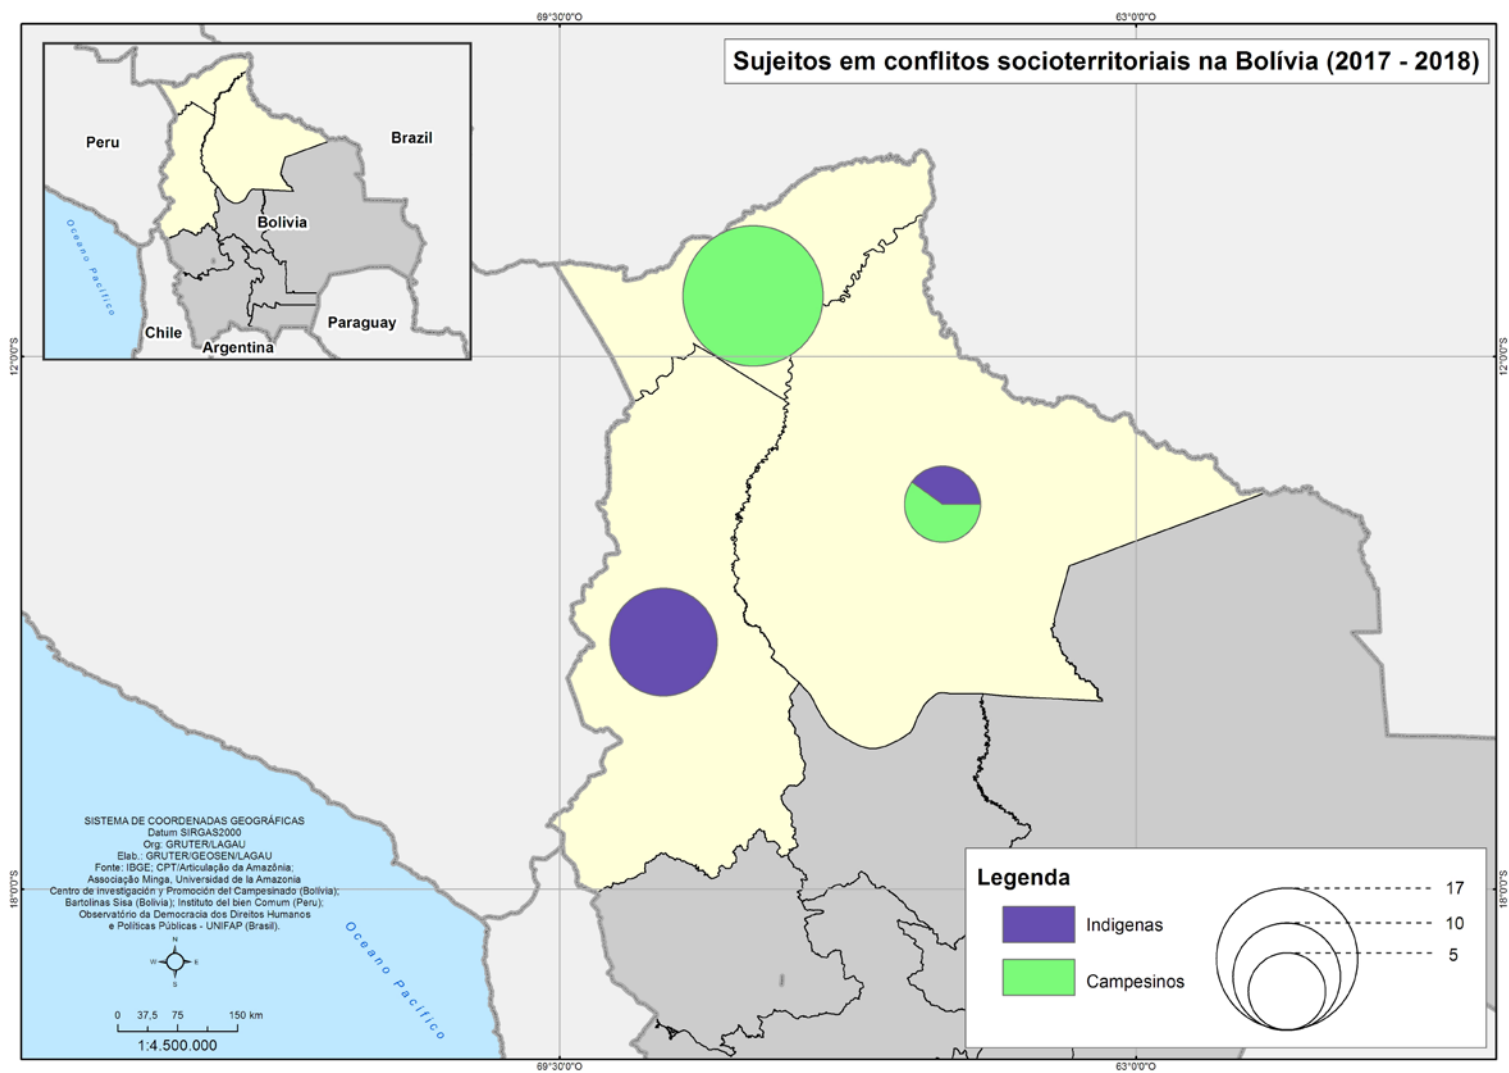 69°30'0"O
63°0'0"O
Sujeitos em conflitos socioterritoriais na Bolívia (2017 - 2018)
Peru
Brazil
Bolivia
Oceano Pacífico
Chile
Paraguay
Argentina
12°0'0"S
12°0'0"S
SISTEMA DE COORDENADAS GEOGRÁFICAS
Datum SIRGAS2000
Org: GRUTER/LAGAU
Elab.: GRUTER/GEOSEN/LAGAU
Fonte: IBGE; CPT/Articulação da Amazônia;
Associação Minga, Universidad de la Amazonia
Centro de investigación y Promoción del Campesinado (Bolívia);
Bartolinas Sisa (Bolivia); Instituto del bien Comum (Peru);
Observatório da Democracia dos Direitos Humanos
e Políticas Públicas - UNIFAP (Brasil).
N
W
E
S
0 37,5 75 150 km
1:4.500.000
Oceano Pacífico
18°0'0"S
18°0'0"S
Legenda
Indigenas
Campesinos
17
10
5
69°30'0"O
63°0'0"O